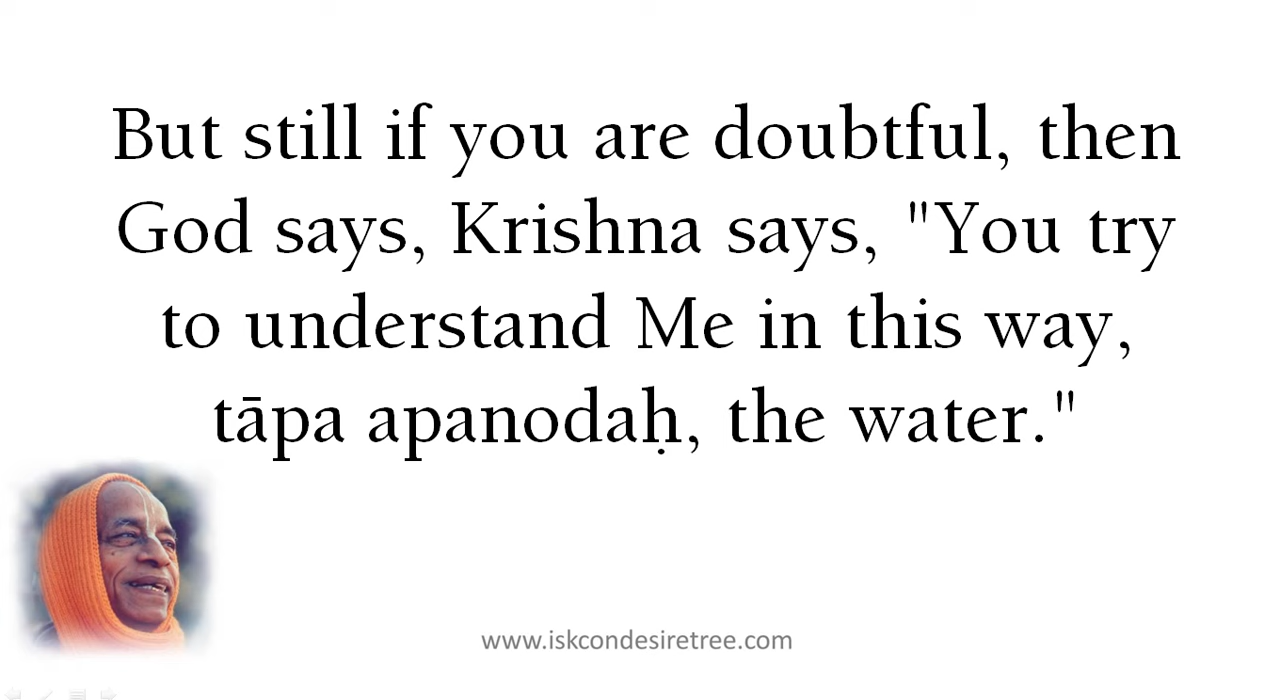 But still if you are doubtful, then
God says, Krishna says, "You try
to understand Me in this way,
tāpa apanodaḥ, the water."
www.iskcondesiretree.com